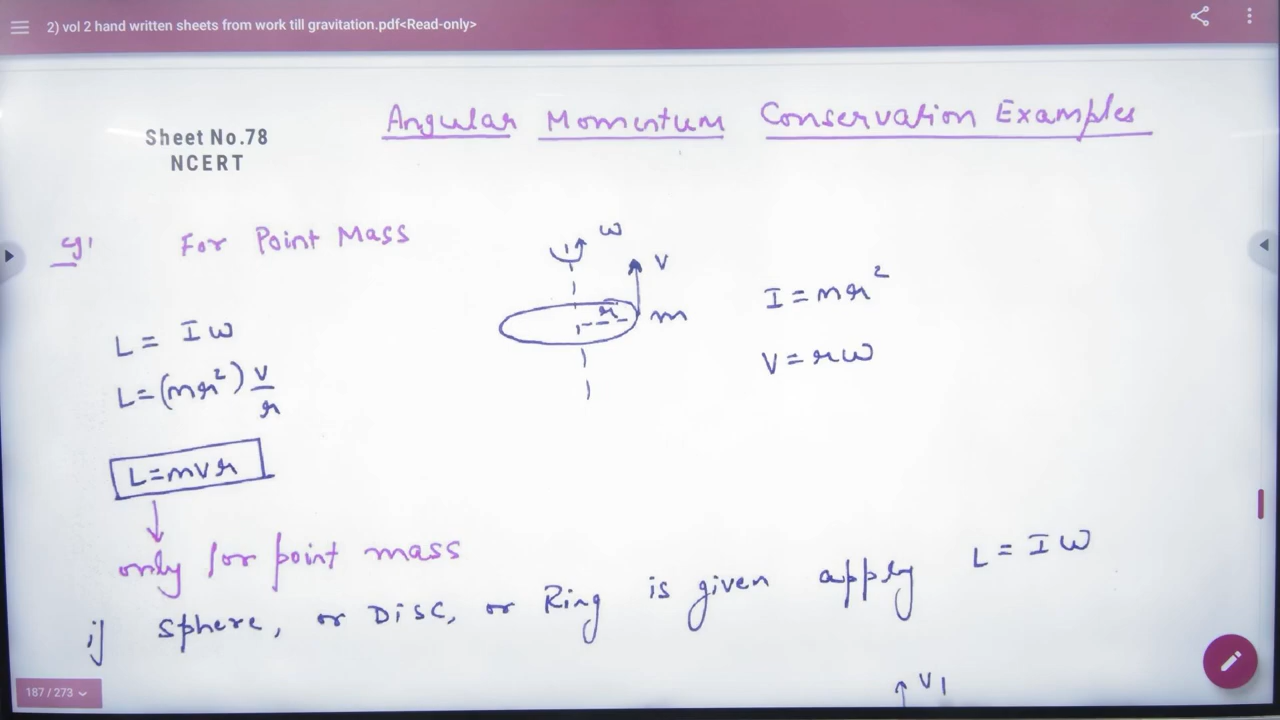 2) vol 2 hand written sheets from work till gravitation.pdf<Read-only>
Angular Momentum Conservation Examples
Sheet No.78
NCERT
eg1 For Point Mass
ω
v
r
m
I = mr²
V = rω
L = Iω
L=(mr²) v/r
L=mvr
only for point mass
if sphere, or Disc, or Ring is given apply L = Iω
V1
187 / 273